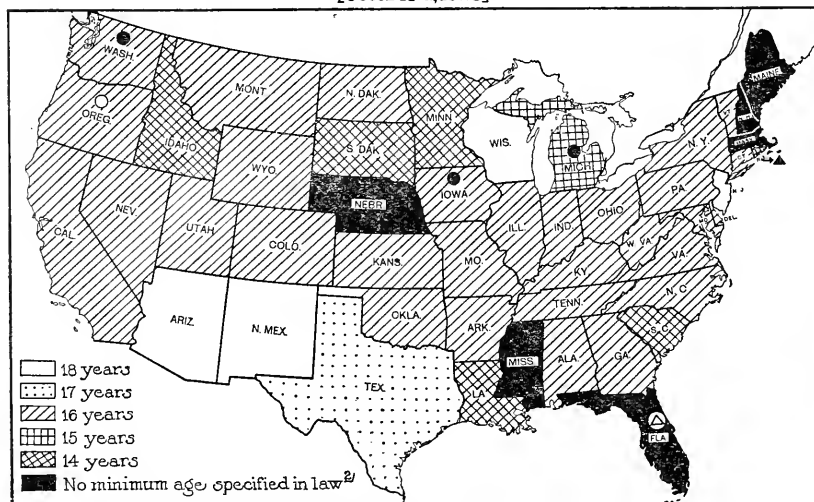 WASH.
MONT.
N. DAK.
MINN
MAINE
OREG.
IDAHO
S. DAK.
WIS.
MICH
N. Y.
WYO.
NEBR
IOWA
PA.
N J
NEV.
UTAH
COLO.
ILL.
IND.
OHIO
DEL.
CAL.
KANS.
MO.
KY.
W. VA.
VA.
ARIZ.
N. MEX.
OKLA.
ARK.
TENN.
N. C.
S. C.
TEX.
LA
MISS.
ALA.
GA.
FLA.
18 years
17 years
16 years
15 years
14 years
No minimum age specified in law²